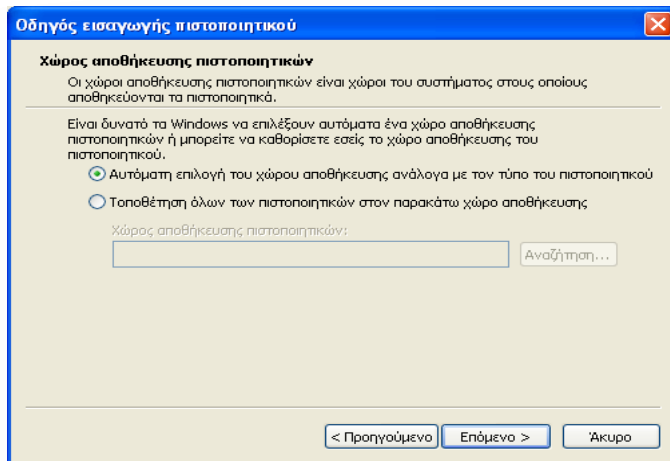 Οδηγός εισαγωγής πιστοποιητικού
Χώρος αποθήκευσης πιστοποιητικών
Οι χώροι αποθήκευσης πιστοποιητικών είναι χώροι του συστήματος στους οποίους
αποθηκεύονται τα πιστοποιητικά.
Είναι δυνατό τα Windows να επιλέξουν αυτόματα ένα χώρο αποθήκευσης
πιστοποιητικών ή μπορείτε να καθορίσετε εσείς το χώρο αποθήκευσης του
πιστοποιητικού.
Αυτόματη επιλογή του χώρου αποθήκευσης ανάλογα με τον τύπο του πιστοποιητικού
Τοποθέτηση όλων των πιστοποιητικών στον παρακάτω χώρο αποθήκευσης
Χώρος αποθήκευσης πιστοποιητικών:
Αναζήτηση...
< Προηγούμενο
Επόμενο >
Άκυρο